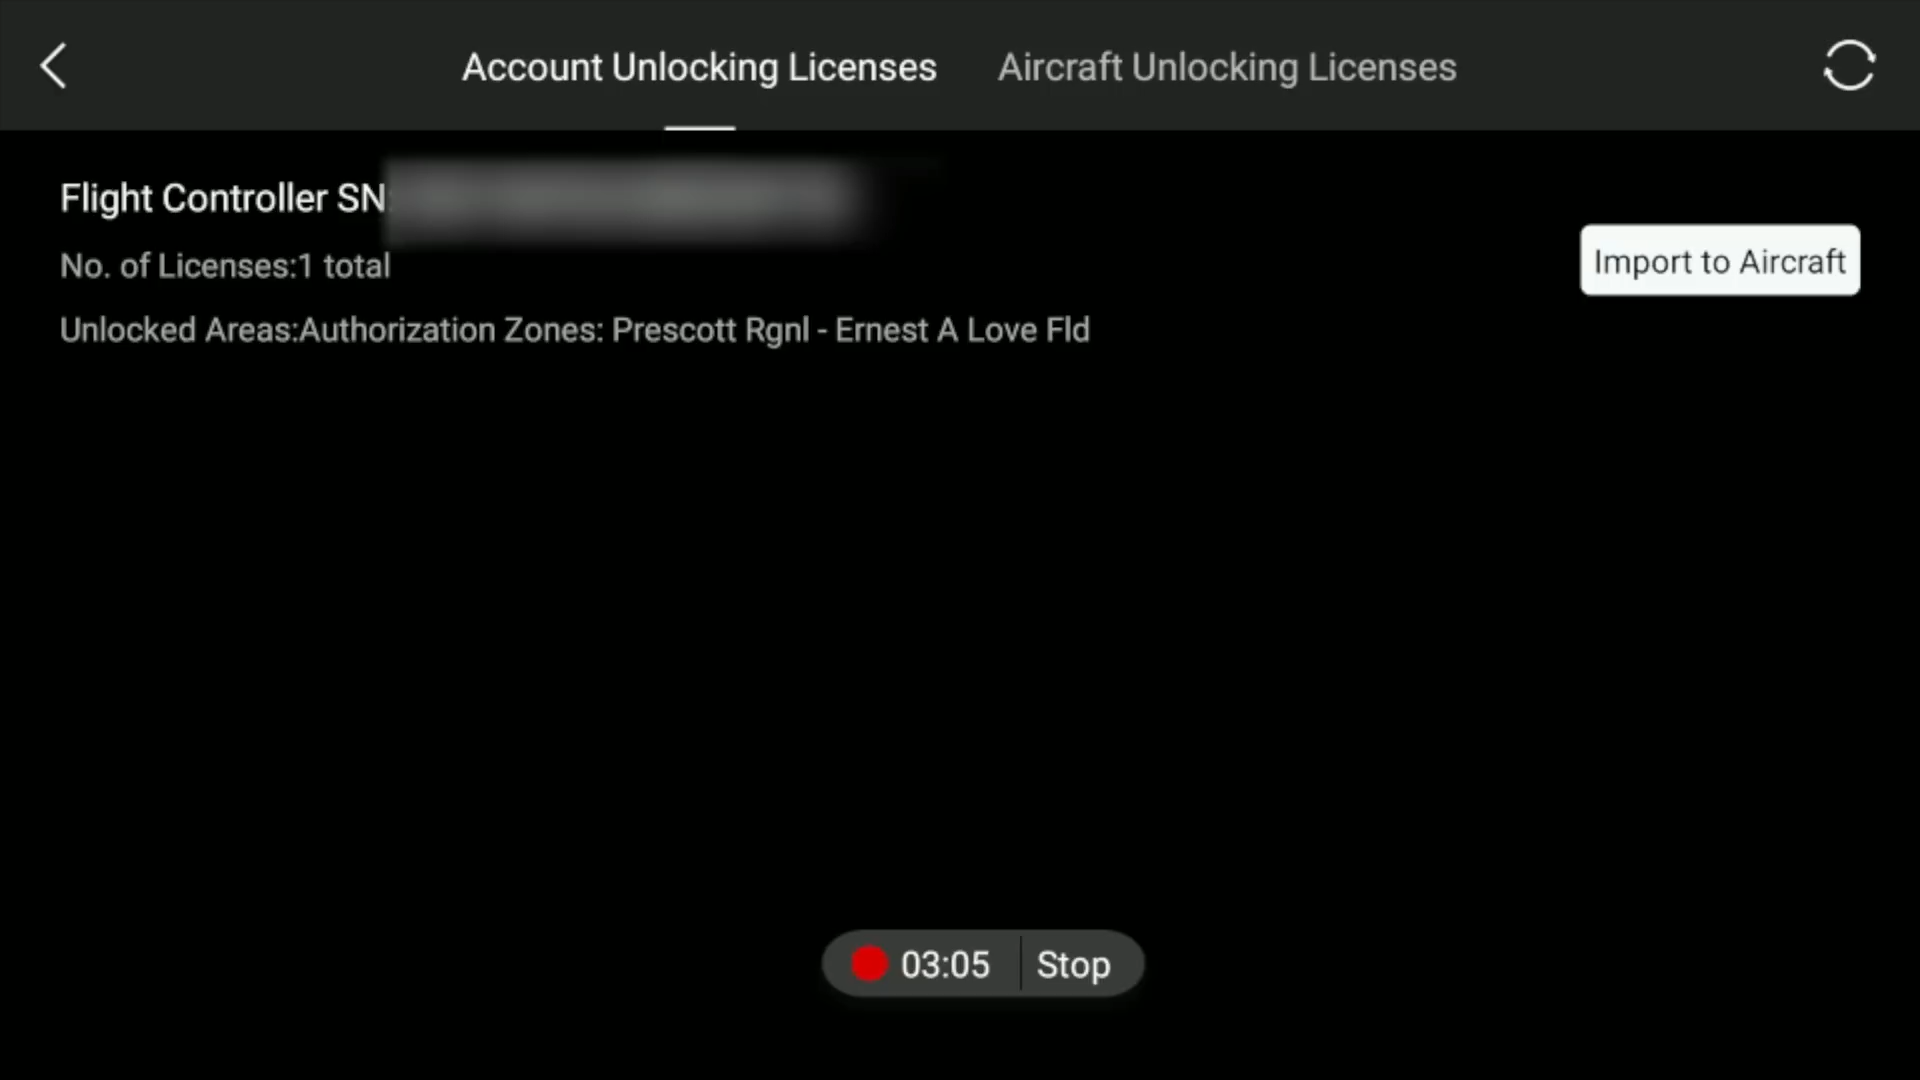 Account Unlocking Licenses Aircraft Unlocking Licenses
Flight Controller SN:
No. of Licenses:1 total
Import to Aircraft
Unlocked Areas:Authorization Zones: Prescott Rgnl - Ernest A Love Fld
03:05 Stop